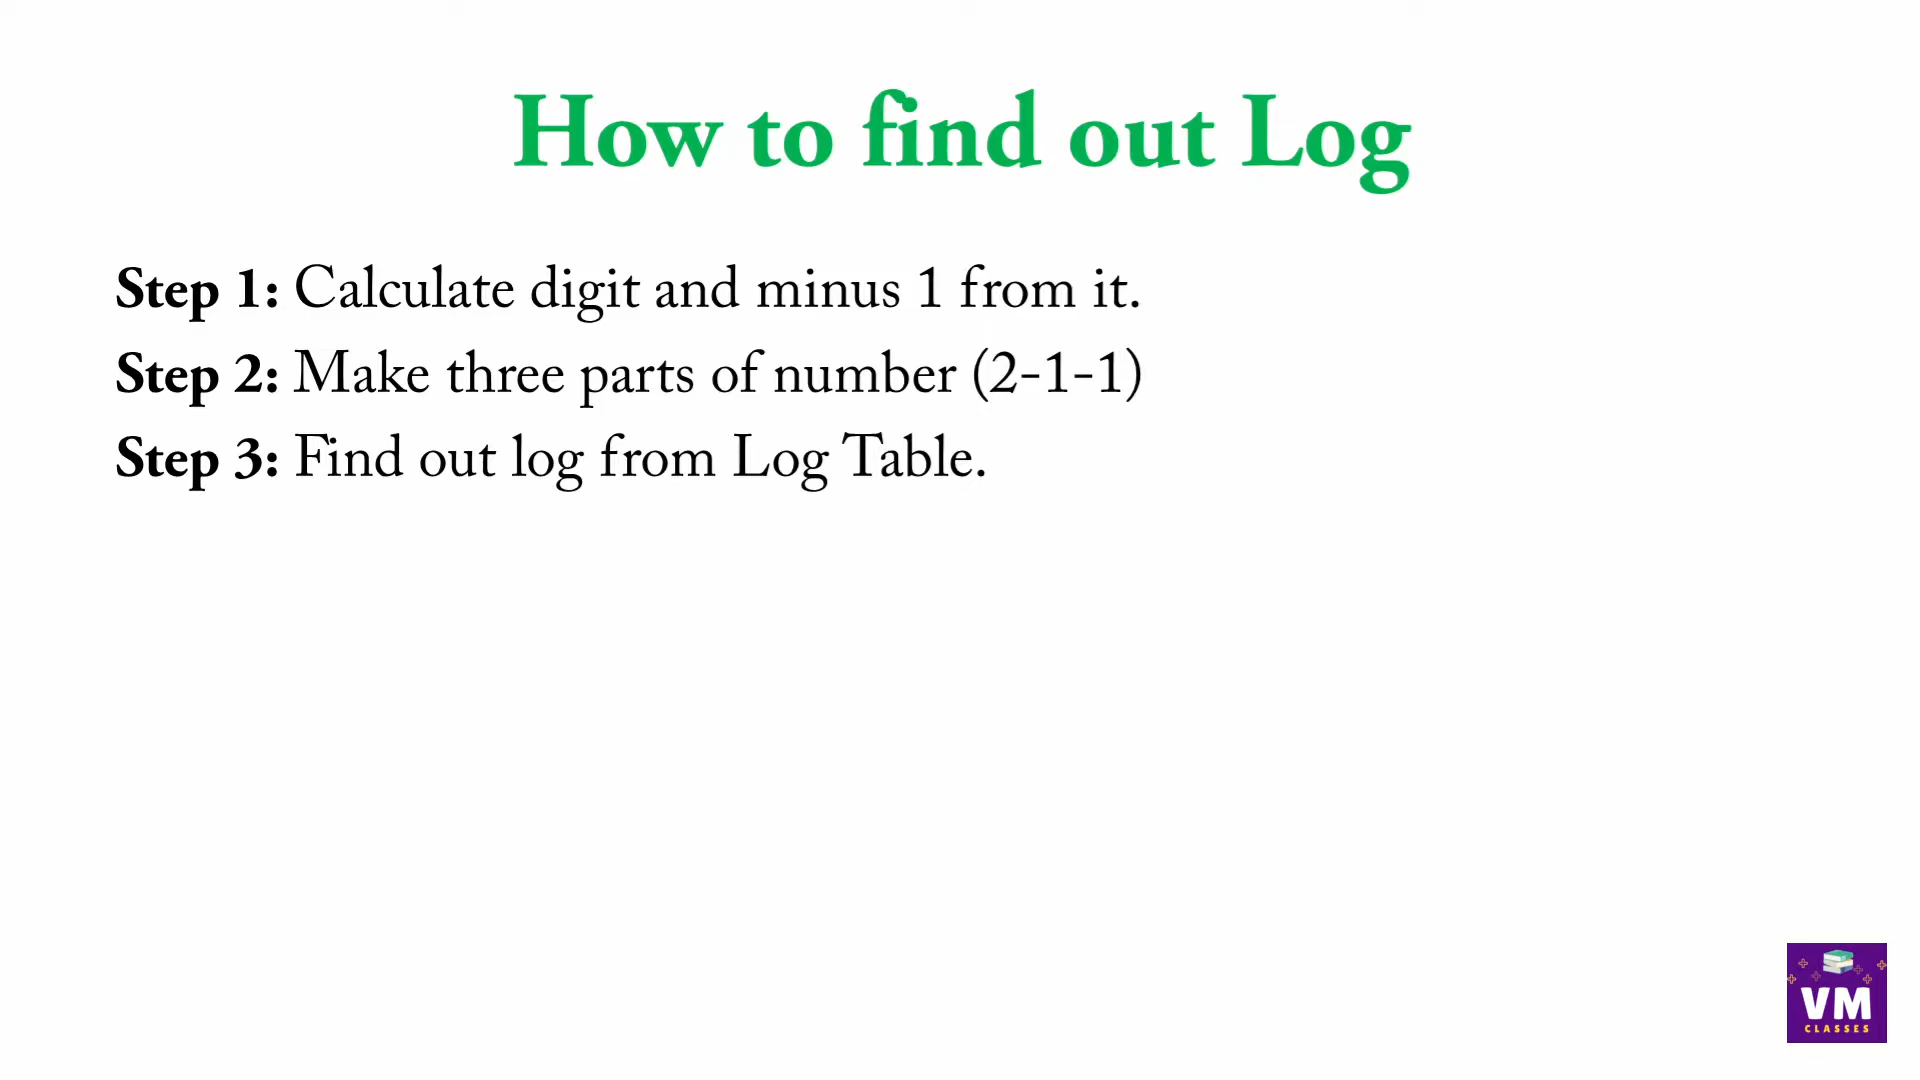 How to find out Log
Step 1: Calculate digit and minus 1 from it.
Step 2: Make three parts of number (2-1-1)
Step 3: Find out log from Log Table.
VM
CLASSES